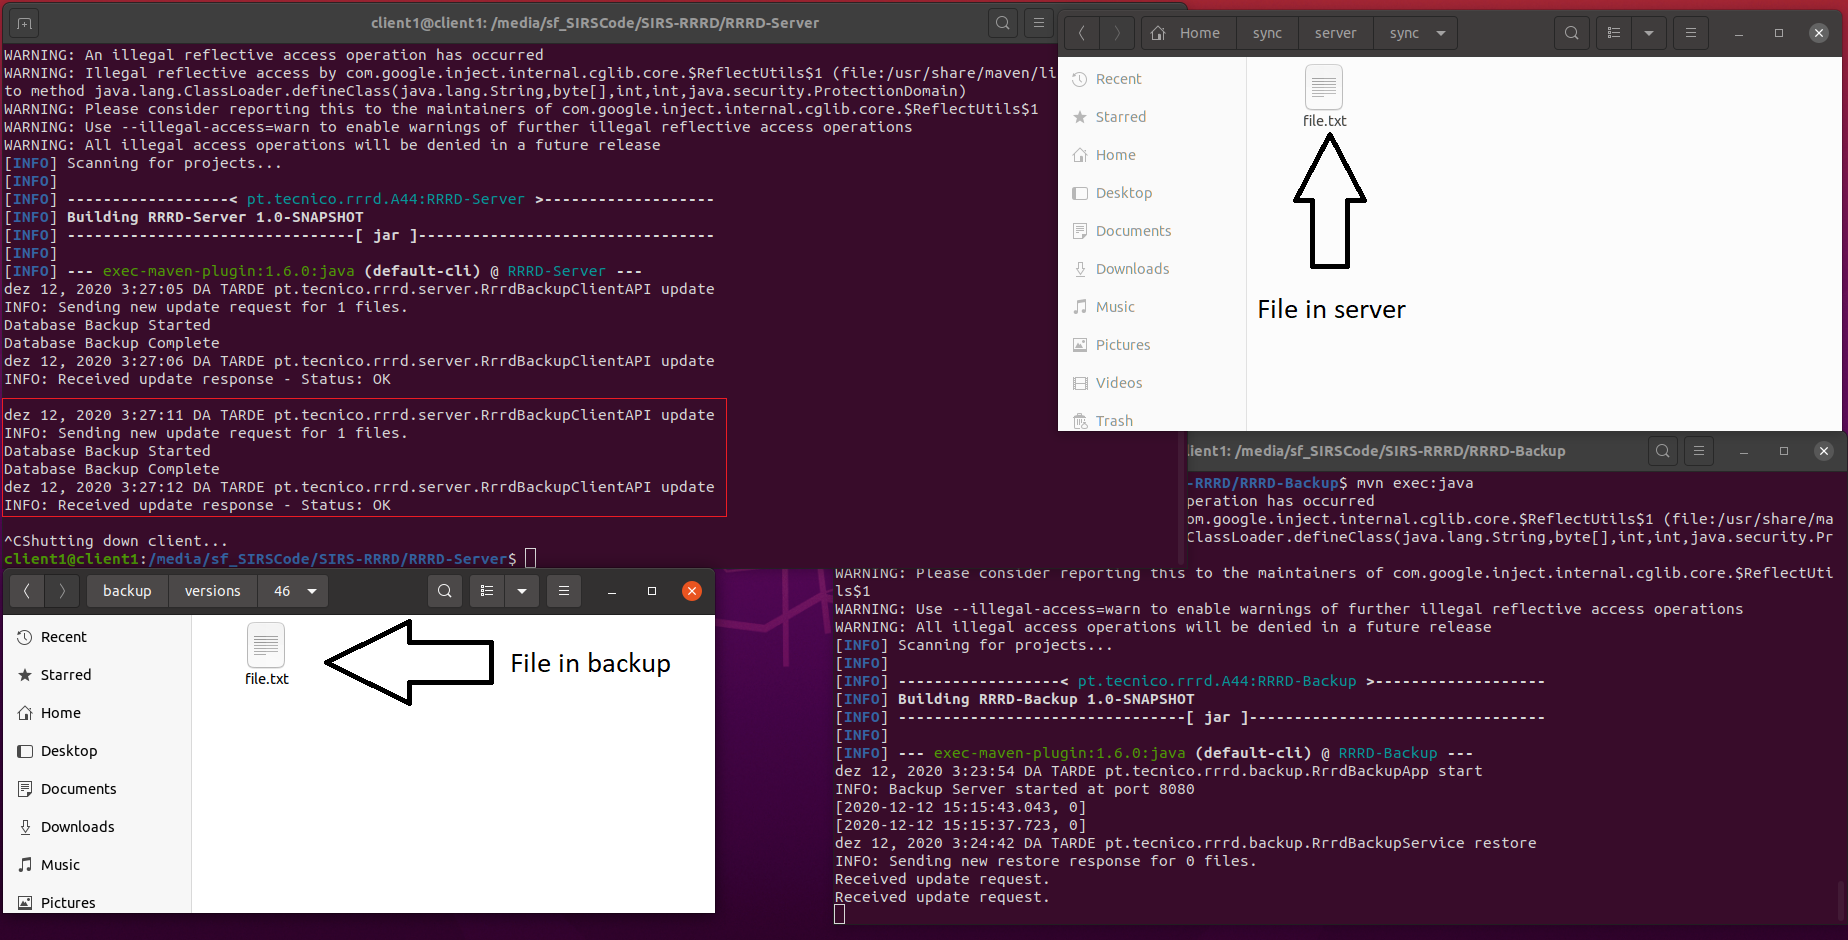 client1@client1: /media/sf_SIRSCode/SIRS-RRRD/RRRD-Server
WARNING: An illegal reflective access operation has occurred
WARNING: Illegal reflective access by com.google.inject.internal.cglib.core.$ReflectUtils$1 (file:/usr/share/maven/li
to method java.lang.ClassLoader.defineClass(java.lang.String,byte[],int,int,java.security.ProtectionDomain)
WARNING: Please consider reporting this to the maintainers of com.google.inject.internal.cglib.core.$ReflectUtils$1
WARNING: Use --illegal-access=warn to enable warnings of further illegal reflective access operations
WARNING: All illegal access operations will be denied in a future release
[INFO] Scanning for projects...
[INFO]
[INFO] ------------------< pt.tecnico.rrrd.A44:RRRD-Server >-------------------
[INFO] Building RRRD-Server 1.0-SNAPSHOT
[INFO] --------------------------------[ jar ]---------------------------------
[INFO]
[INFO] --- exec-maven-plugin:1.6.0:java (default-cli) @ RRRD-Server ---
dez 12, 2020 3:27:05 DA TARDE pt.tecnico.rrrd.server.RrrdBackupClientAPI update
INFO: Sending new update request for 1 files.
Database Backup Started
Database Backup Complete
dez 12, 2020 3:27:06 DA TARDE pt.tecnico.rrrd.server.RrrdBackupClientAPI update
INFO: Received update response - Status: OK
dez 12, 2020 3:27:11 DA TARDE pt.tecnico.rrrd.server.RrrdBackupClientAPI update
INFO: Sending new update request for 1 files.
Database Backup Started
Database Backup Complete
dez 12, 2020 3:27:12 DA TARDE pt.tecnico.rrrd.server.RrrdBackupClientAPI update
INFO: Received update response - Status: OK
^CShutting down client...
client1@client1:/media/sf_SIRSCode/SIRS-RRRD/RRRD-Server$
Home sync server sync
Recent
Starred
Home
Desktop
Documents
Downloads
Music
Pictures
Videos
Trash
file.txt
File in server
backup versions 46
Recent
Starred
Home
Desktop
Documents
Downloads
Music
Pictures
file.txt
File in backup
lient1: /media/sf_SIRSCode/SIRS-RRRD/RRRD-Backup
-RRRD/RRRD-Backup$ mvn exec:java
peration has occurred
om.google.inject.internal.cglib.core.$ReflectUtils$1 (file:/usr/share/ma
ClassLoader.defineClass(java.lang.String,byte[],int,int,java.security.Pr
WARNING: Please consider reporting this to the maintainers of com.google.inject.internal.cglib.core.$ReflectUti
ls$1
WARNING: Use --illegal-access=warn to enable warnings of further illegal reflective access operations
WARNING: All illegal access operations will be denied in a future release
[INFO] Scanning for projects...
[INFO]
[INFO] ------------------< pt.tecnico.rrrd.A44:RRRD-Backup >-------------------
[INFO] Building RRRD-Backup 1.0-SNAPSHOT
[INFO] --------------------------------[ jar ]---------------------------------
[INFO]
[INFO] --- exec-maven-plugin:1.6.0:java (default-cli) @ RRRD-Backup ---
dez 12, 2020 3:23:54 DA TARDE pt.tecnico.rrrd.backup.RrrdBackupApp start
INFO: Backup Server started at port 8080
[2020-12-12 15:15:43.043, 0]
[2020-12-12 15:15:37.723, 0]
dez 12, 2020 3:24:42 DA TARDE pt.tecnico.rrrd.backup.RrrdBackupService restore
INFO: Sending new restore response for 0 files.
Received update request.
Received update request.